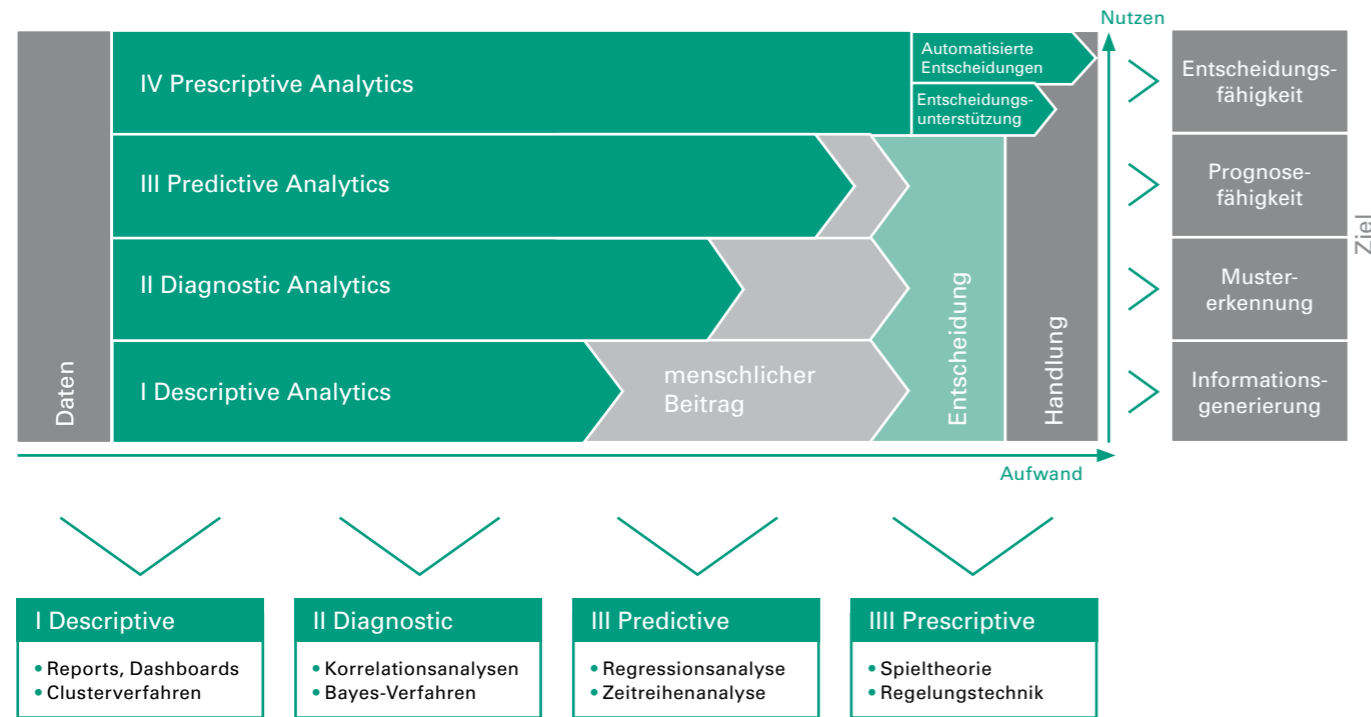 Nutzen
IV Prescriptive Analytics
Automatisierte
Entscheidungen
Entscheidungs-
unterstützung
Entscheidungs-
fähigkeit
III Predictive Analytics
Prognose-
fähigkeit
II Diagnostic Analytics
Muster-
erkennung
I Descriptive Analytics
menschlicher
Beitrag
Informations-
generierung
Daten
Entscheidung
Handlung
Ziel
Aufwand
I Descriptive
• Reports, Dashboards
• Clusterverfahren
II Diagnostic
• Korrelationsanalysen
• Bayes-Verfahren
III Predictive
• Regressionsanalyse
• Zeitreihenanalyse
IIII Prescriptive
• Spieltheorie
• Regelungstechnik